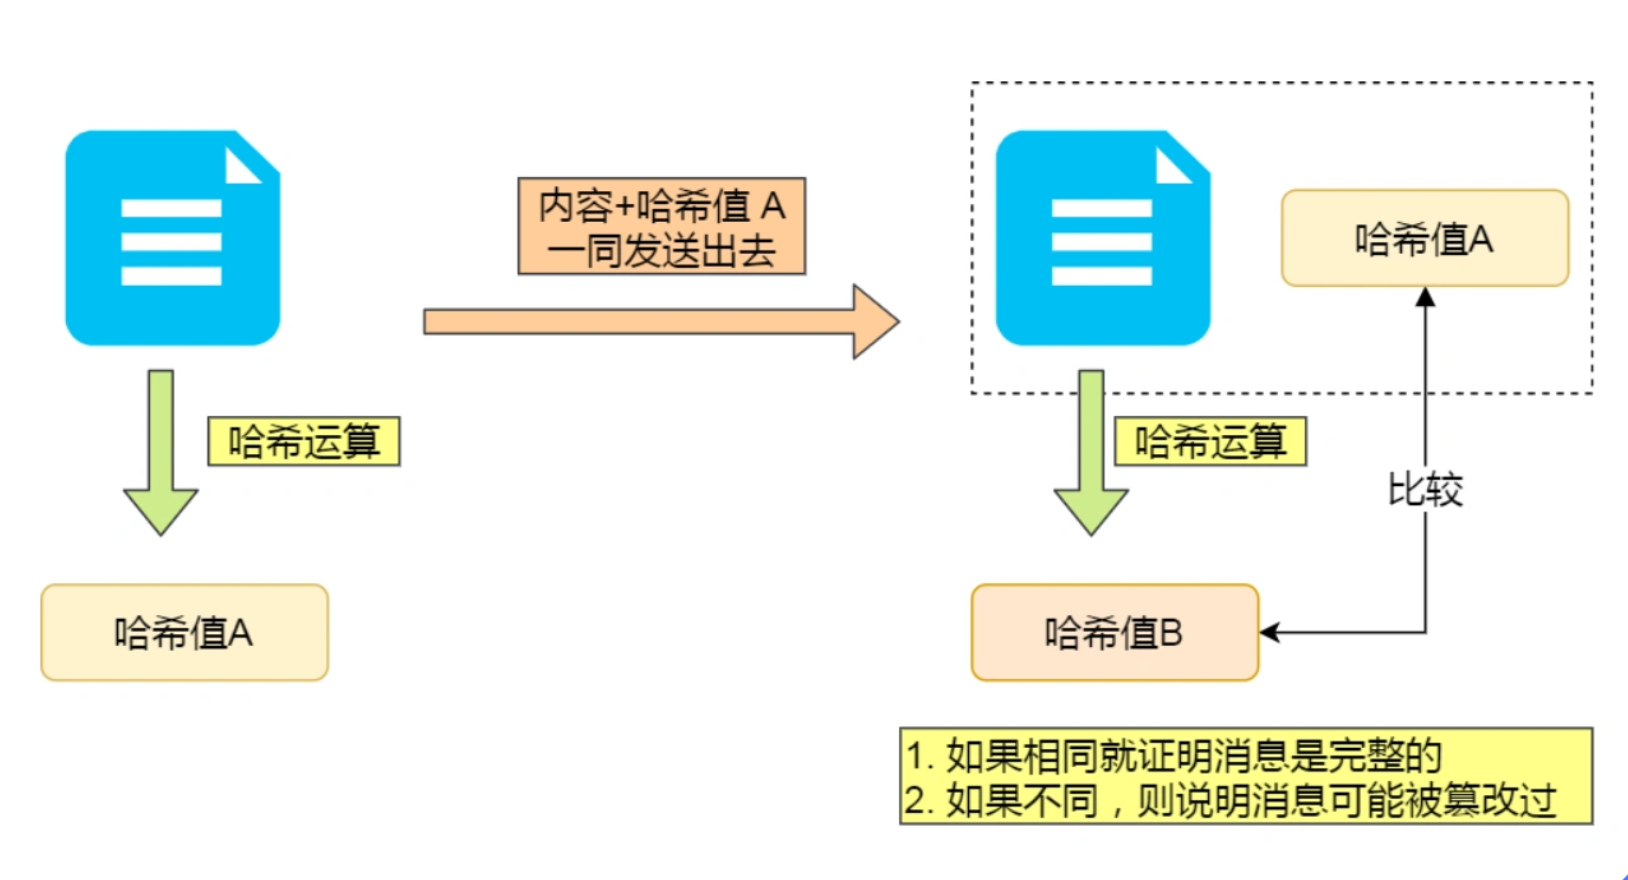 内容+哈希值 A
一同发送出去
哈希值A
哈希运算
哈希运算
比较
哈希值A
哈希值B
1. 如果相同就证明消息是完整的
2. 如果不同，则说明消息可能被篡改过